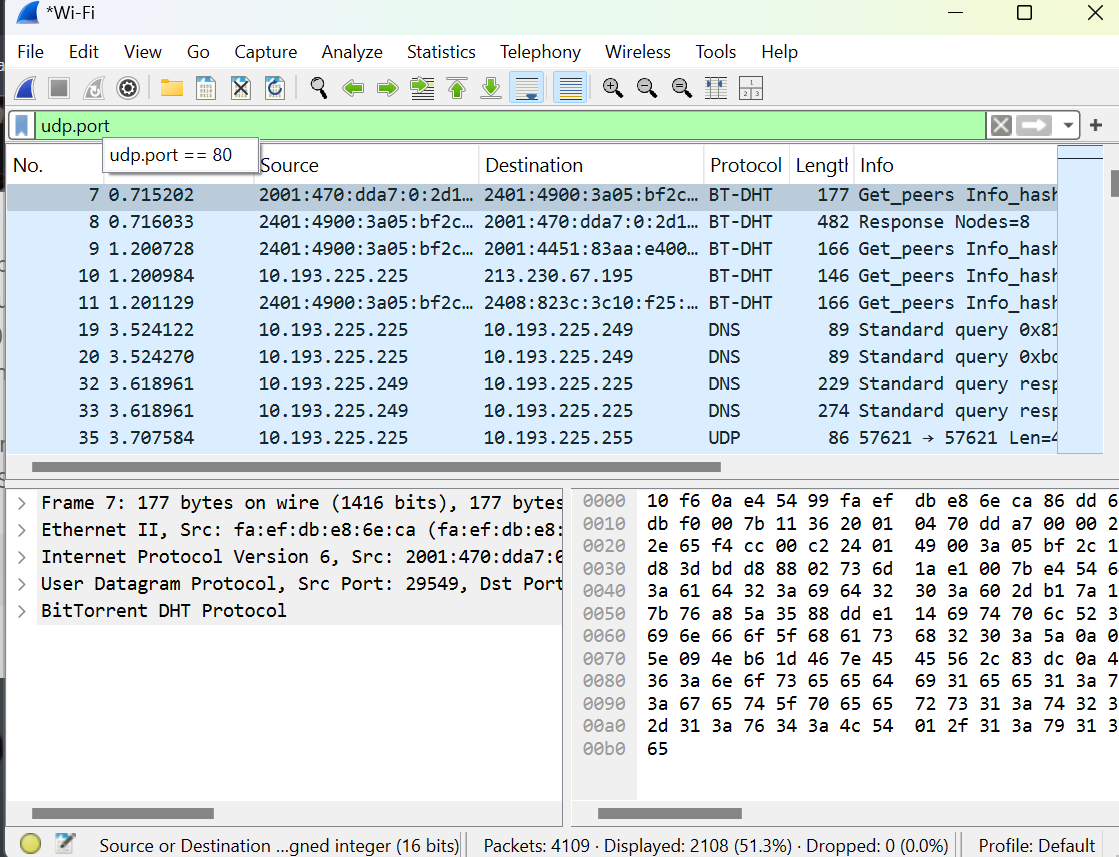 *Wi-Fi
File Edit View Go Capture Analyze Statistics Telephony Wireless Tools Help
udp.port
udp.port == 80
No. Source Destination Protocol Length Info
7 0.715202 2001:470:dda7:0:2d1… 2401:4900:3a05:bf2c… BT-DHT 177 Get_peers Info_hash
8 0.716033 2401:4900:3a05:bf2c… 2001:470:dda7:0:2d1… BT-DHT 482 Response Nodes=8
9 1.200728 2401:4900:3a05:bf2c… 2001:4451:83aa:e400… BT-DHT 166 Get_peers Info_hash
10 1.200984 10.193.225.225 213.230.67.195 BT-DHT 146 Get_peers Info_hash
11 1.201129 2401:4900:3a05:bf2c… 2408:823c:3c10:f25:… BT-DHT 166 Get_peers Info_hash
19 3.524122 10.193.225.225 10.193.225.249 DNS 89 Standard query 0x81
20 3.524270 10.193.225.225 10.193.225.249 DNS 89 Standard query 0xbc
32 3.618961 10.193.225.249 10.193.225.225 DNS 229 Standard query resp
33 3.618961 10.193.225.249 10.193.225.225 DNS 274 Standard query resp
35 3.707584 10.193.225.225 10.193.225.255 UDP 86 57621 → 57621 Len=4
Frame 7: 177 bytes on wire (1416 bits), 177 bytes
Ethernet II, Src: fa:ef:db:e8:6e:ca (fa:ef:db:e8:
Internet Protocol Version 6, Src: 2001:470:dda7:0
User Datagram Protocol, Src Port: 29549, Dst Port
BitTorrent DHT Protocol
0000 10 f6 0a e4 54 99 fa ef db e8 6e ca 86 dd 6
0010 db f0 00 7b 11 36 20 01 04 70 dd a7 00 00 2
0020 2e 65 f4 cc 00 c2 24 01 49 00 3a 05 bf 2c 1
0030 d8 3d bd d8 88 02 73 6d 1a e1 00 7b e4 54 6
0040 3a 61 64 32 3a 69 64 32 30 3a 60 2d b1 7a 1
0050 7b 76 a8 5a 35 88 dd e1 14 69 74 70 6c 52 3
0060 69 6e 66 6f 5f 68 61 73 68 32 30 3a 5a 0a 0
0070 5e 09 4e b6 1d 46 7e 45 45 56 2c 83 dc 0a 4
0080 36 3a 6e 6f 73 65 65 64 69 31 65 65 31 3a 7
0090 3a 67 65 74 5f 70 65 65 72 73 31 3a 74 32 3
00a0 2d 31 3a 76 34 3a 4c 54 01 2f 31 3a 79 31 3
00b0 65
Source or Destination …gned integer (16 bits) Packets: 4109 · Displayed: 2108 (51.3%) · Dropped: 0 (0.0%) Profile: Default